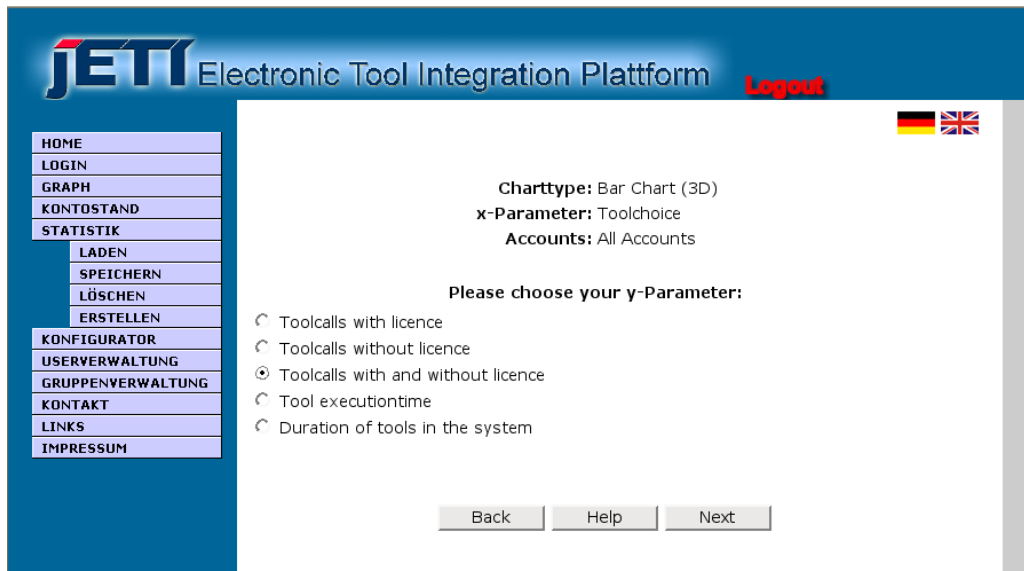 jETI Electronic Tool Integration Plattform
Logout
HOME
LOGIN
GRAPH
KONTOSTAND
STATISTIK
LADEN
SPEICHERN
LÖSCHEN
ERSTELLEN
KONFIGURATOR
USERVERWALTUNG
GRUPPENVERWALTUNG
KONTAKT
LINKS
IMPRESSUM
Charttype: Bar Chart (3D)
x-Parameter: Toolchoice
Accounts: All Accounts
Please choose your y-Parameter:
Toolcalls with licence
Toolcalls without licence
Toolcalls with and without licence
Tool executiontime
Duration of tools in the system
Back Help Next